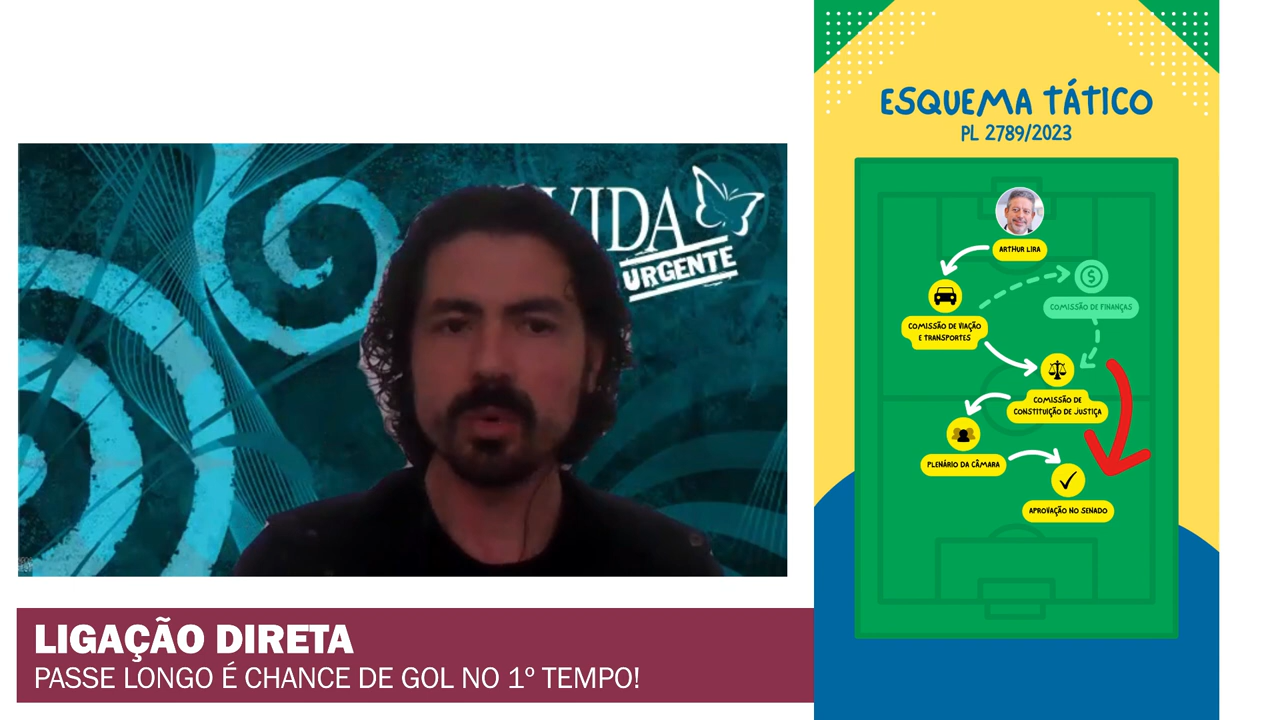 VIDA
URGENTE
LIGAÇÃO DIRETA
PASSE LONGO É CHANCE DE GOL NO 1º TEMPO!
ESQUEMA TÁTICO
PL 2789/2023
ARTHUR LIRA
COMISSÃO DE FINANÇAS
COMISSÃO DE VIAÇÃO
E TRANSPORTES
COMISSÃO DE
CONSTITUIÇÃO DE JUSTIÇA
PLENÁRIO DA CÂMARA
APROVAÇÃO NO SENADO